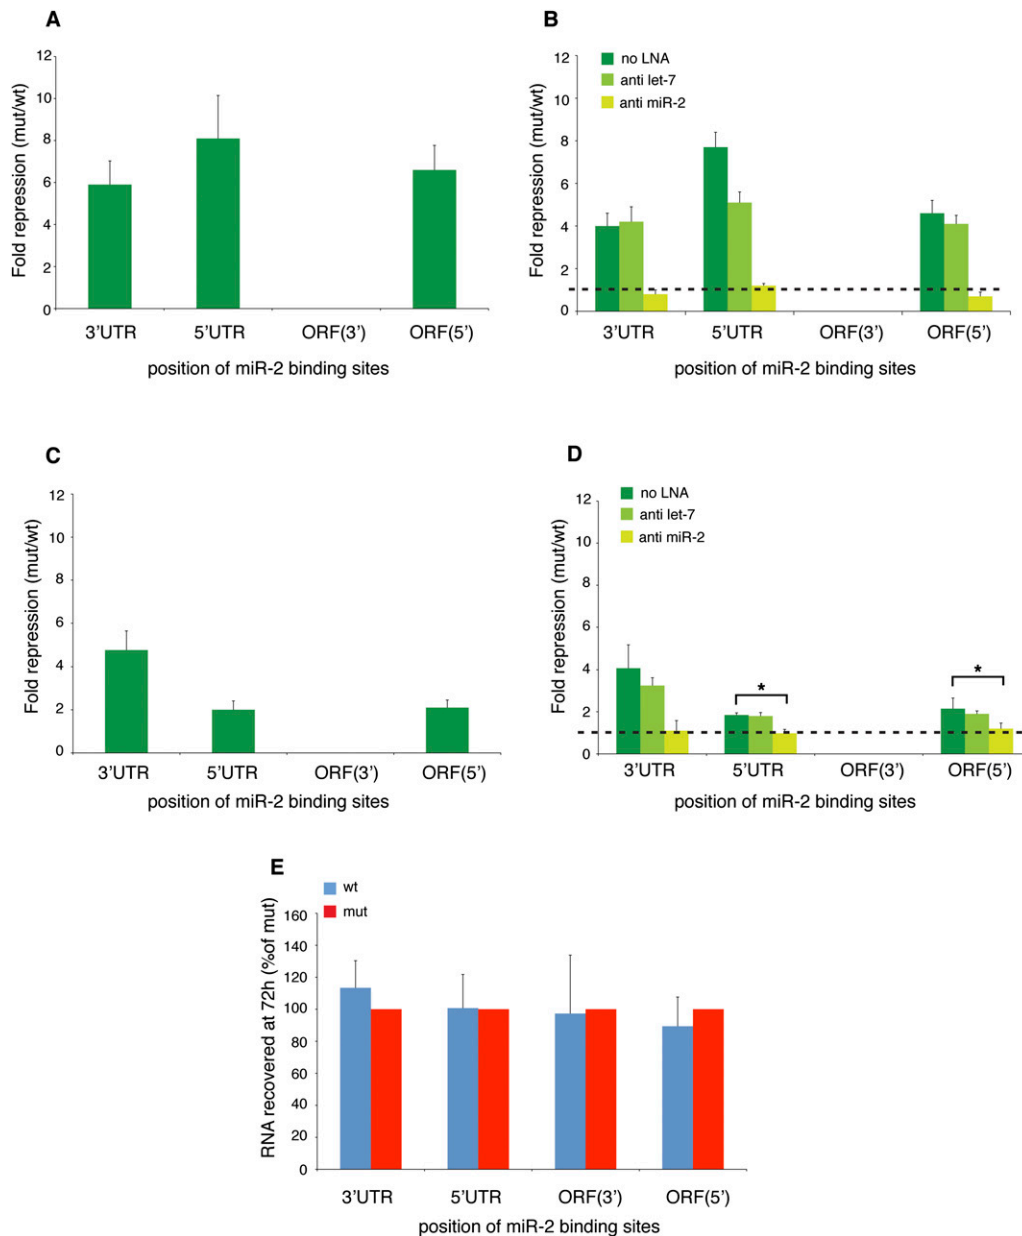 A
Fold repression (mut/wt)
12
10
8
6
4
2
0
3'UTR 5'UTR ORF(3') ORF(5')
position of miR-2 binding sites
B
no LNA
anti let-7
anti miR-2
Fold repression (mut/wt)
12
10
8
6
4
2
0
3'UTR 5'UTR ORF(3') ORF(5')
position of miR-2 binding sites
C
Fold repression (mut/wt)
12
10
8
6
4
2
0
3'UTR 5'UTR ORF(3') ORF(5')
position of miR-2 binding sites
D
no LNA
anti let-7
anti miR-2
Fold repression (mut/wt)
12
10
8
6
4
2
0
* *
3'UTR 5'UTR ORF(3') ORF(5')
position of miR-2 binding sites
E
wt
mut
RNA recovered at 72h (%of mut)
160
140
120
100
80
60
40
20
0
3'UTR 5'UTR ORF(3') ORF(5')
position of miR-2 binding sites